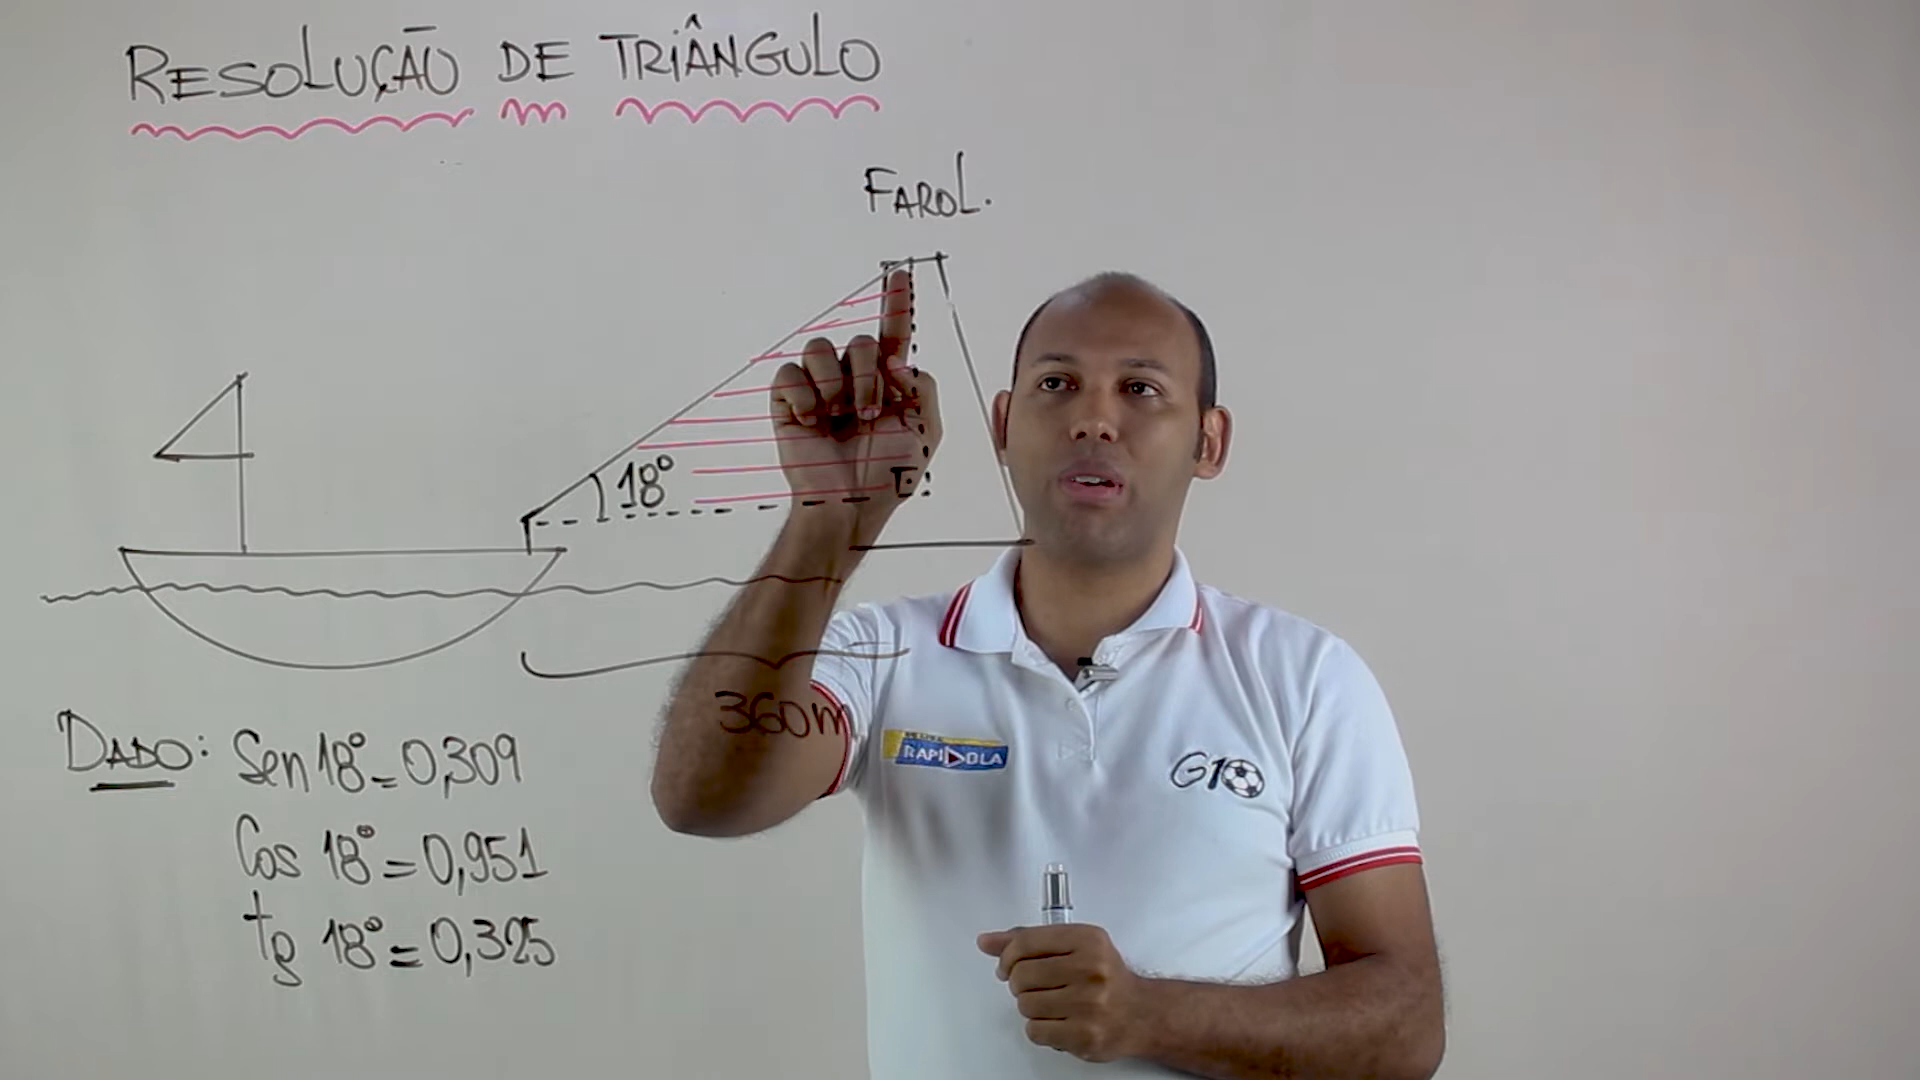 RESOLUÇÃO DE TRIÂNGULO
FAROL.
18°
360m
DADO: Sen 18° = 0,309
Cos 18° = 0,951
tg 18° = 0,325
RAPIDOLA
G10